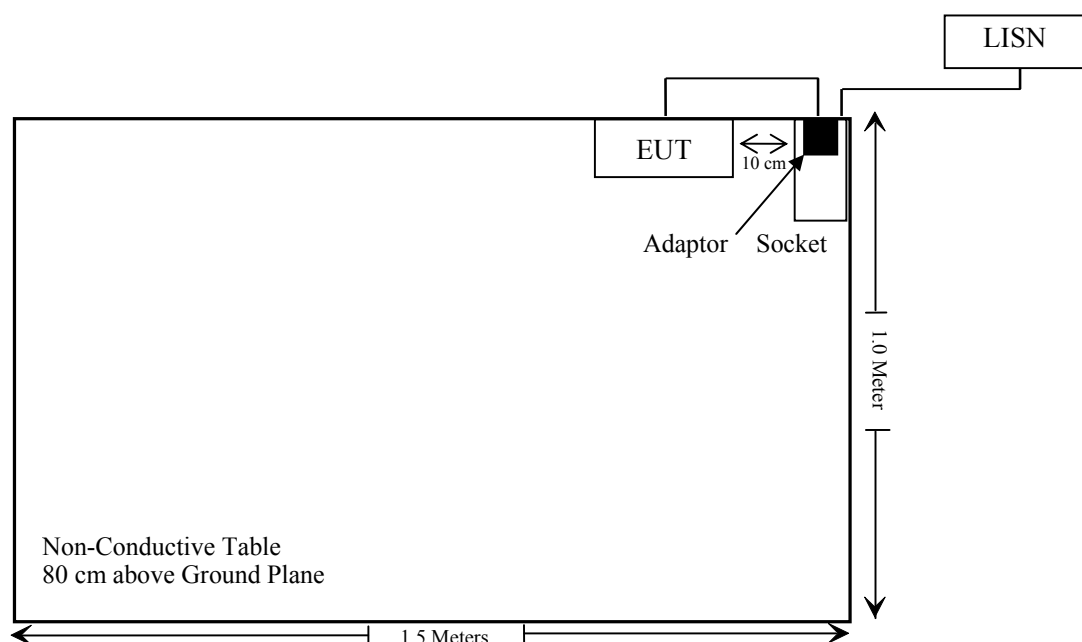 LISN
EUT
10 cm
Adaptor
Socket
1.0 Meter
Non-Conductive Table
80 cm above Ground Plane
1.5 Meters